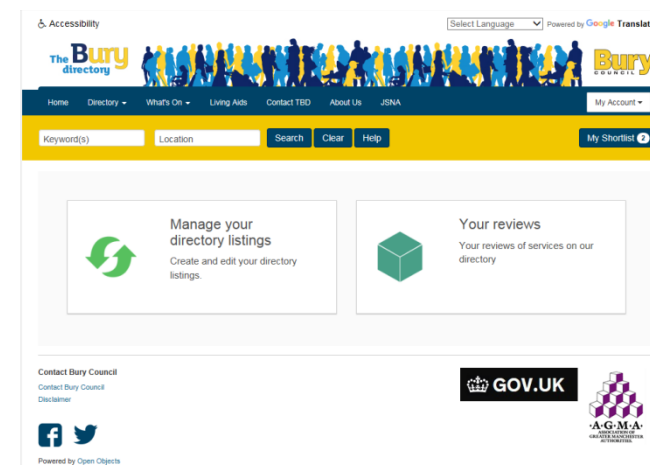 Accessibility
Select Language
Powered by Google Translat
The Bury directory
Bury
COUNCIL
Home Directory What's On Living Aids Contact TBD About Us JSNA My Account
Keyword(s) Location Search Clear Help My Shortlist 2
Manage your
directory listings
Create and edit your directory
listings.
Your reviews
Your reviews of services on our
directory
Contact Bury Council
Contact Bury Council
Disclaimer
GOV.UK
A·G·M·A
ASSOCIATION OF
GREATER MANCHESTER
AUTHORITIES
Powered by Open Objects